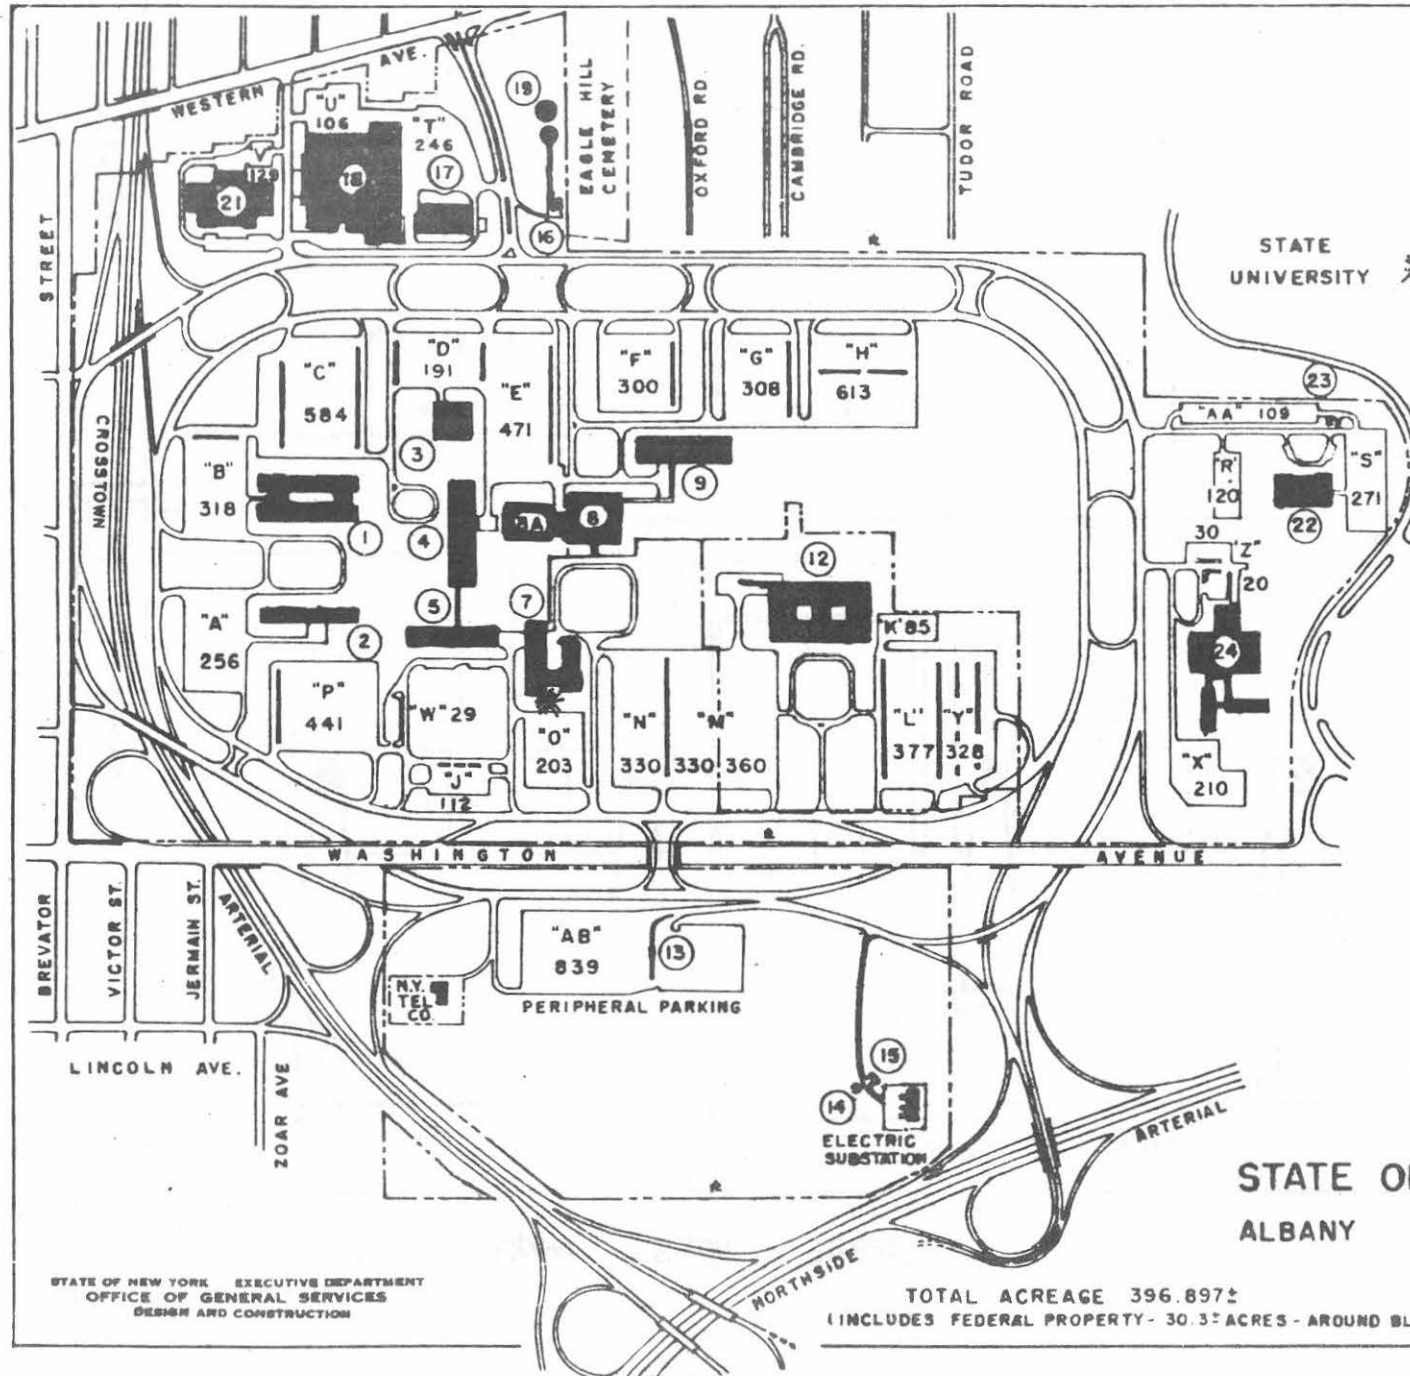 WESTERN AVE.
"U"
106
"T"
246
19
EAGLE HILL
CEMETERY
OXFORD RD.
CAMBRIDGE RD.
TUDOR ROAD
129
21
18
17
16
STREET
STATE
UNIVERSITY
CROSSTOWN
"C"
584
"D"
191
"E"
471
"F"
300
"G"
308
"H"
613
23
"AA" 109
"B"
318
3
9
"R"
120
"S"
271
22
1
4
8A
8
12
30
"Z"
20
"A"
256
2
5
7
"K" 85
24
"P"
441
"W" 29
"O"
203
"N"
330
"M"
330 360
"L"
377
"Y"
328
"X"
210
"J"
112
WASHINGTON AVENUE
BREVATOR
VICTOR ST.
JERMAIN ST.
ARTERIAL
"AB"
839
13
N.Y.
TEL
CO.
PERIPHERAL PARKING
LINCOLN AVE.
ZOAR AVE
15
14
ELECTRIC
SUBSTATION
NORTHSIDE ARTERIAL
STATE O
ALBANY
STATE OF NEW YORK EXECUTIVE DEPARTMENT
OFFICE OF GENERAL SERVICES
DESIGN AND CONSTRUCTION
TOTAL ACREAGE 396.897±
(INCLUDES FEDERAL PROPERTY - 30.3± ACRES - AROUND BL